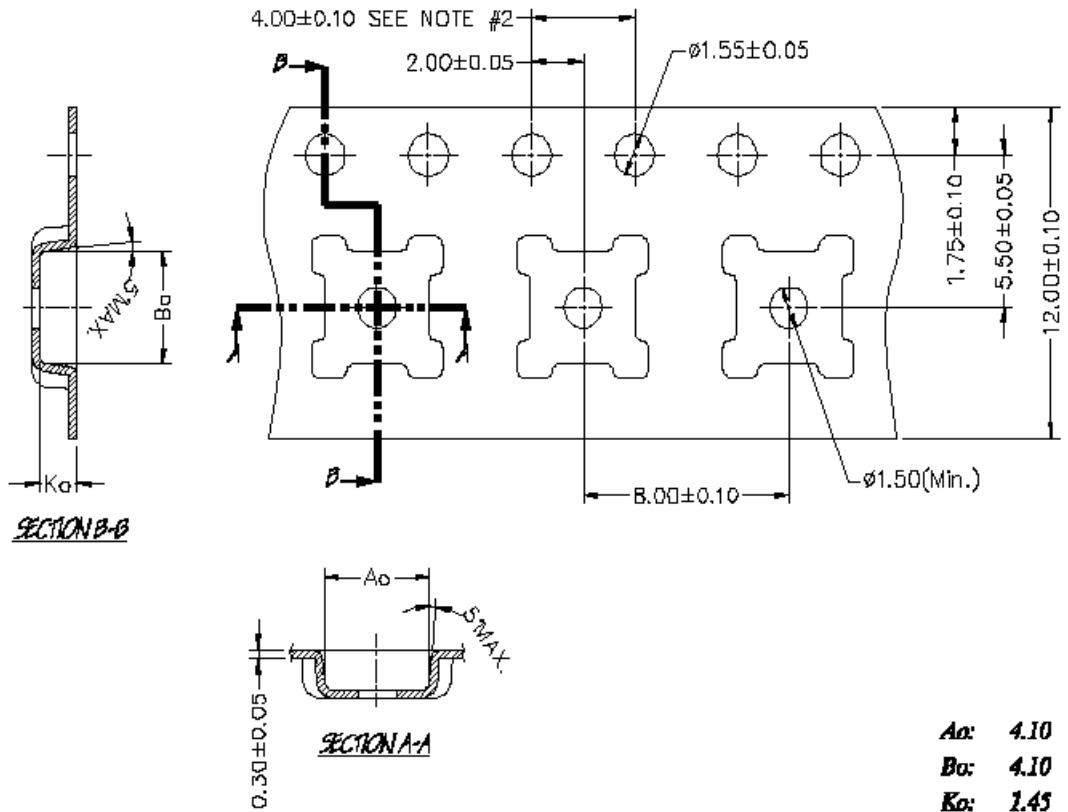 4.00±0.10 SEE NOTE #2
2.00±0.05
ø1.55±0.05
B
1.75±0.10
5.50±0.05
12.00±0.10
5°MAX.
Bo
A
A
B
Ko
SECTION B-B
8.00±0.10
ø1.50(Min.)
Ao
5°MAX.
0.30±0.05
SECTION A-A
Ao: 4.10
Bo: 4.10
Ko: 1.45